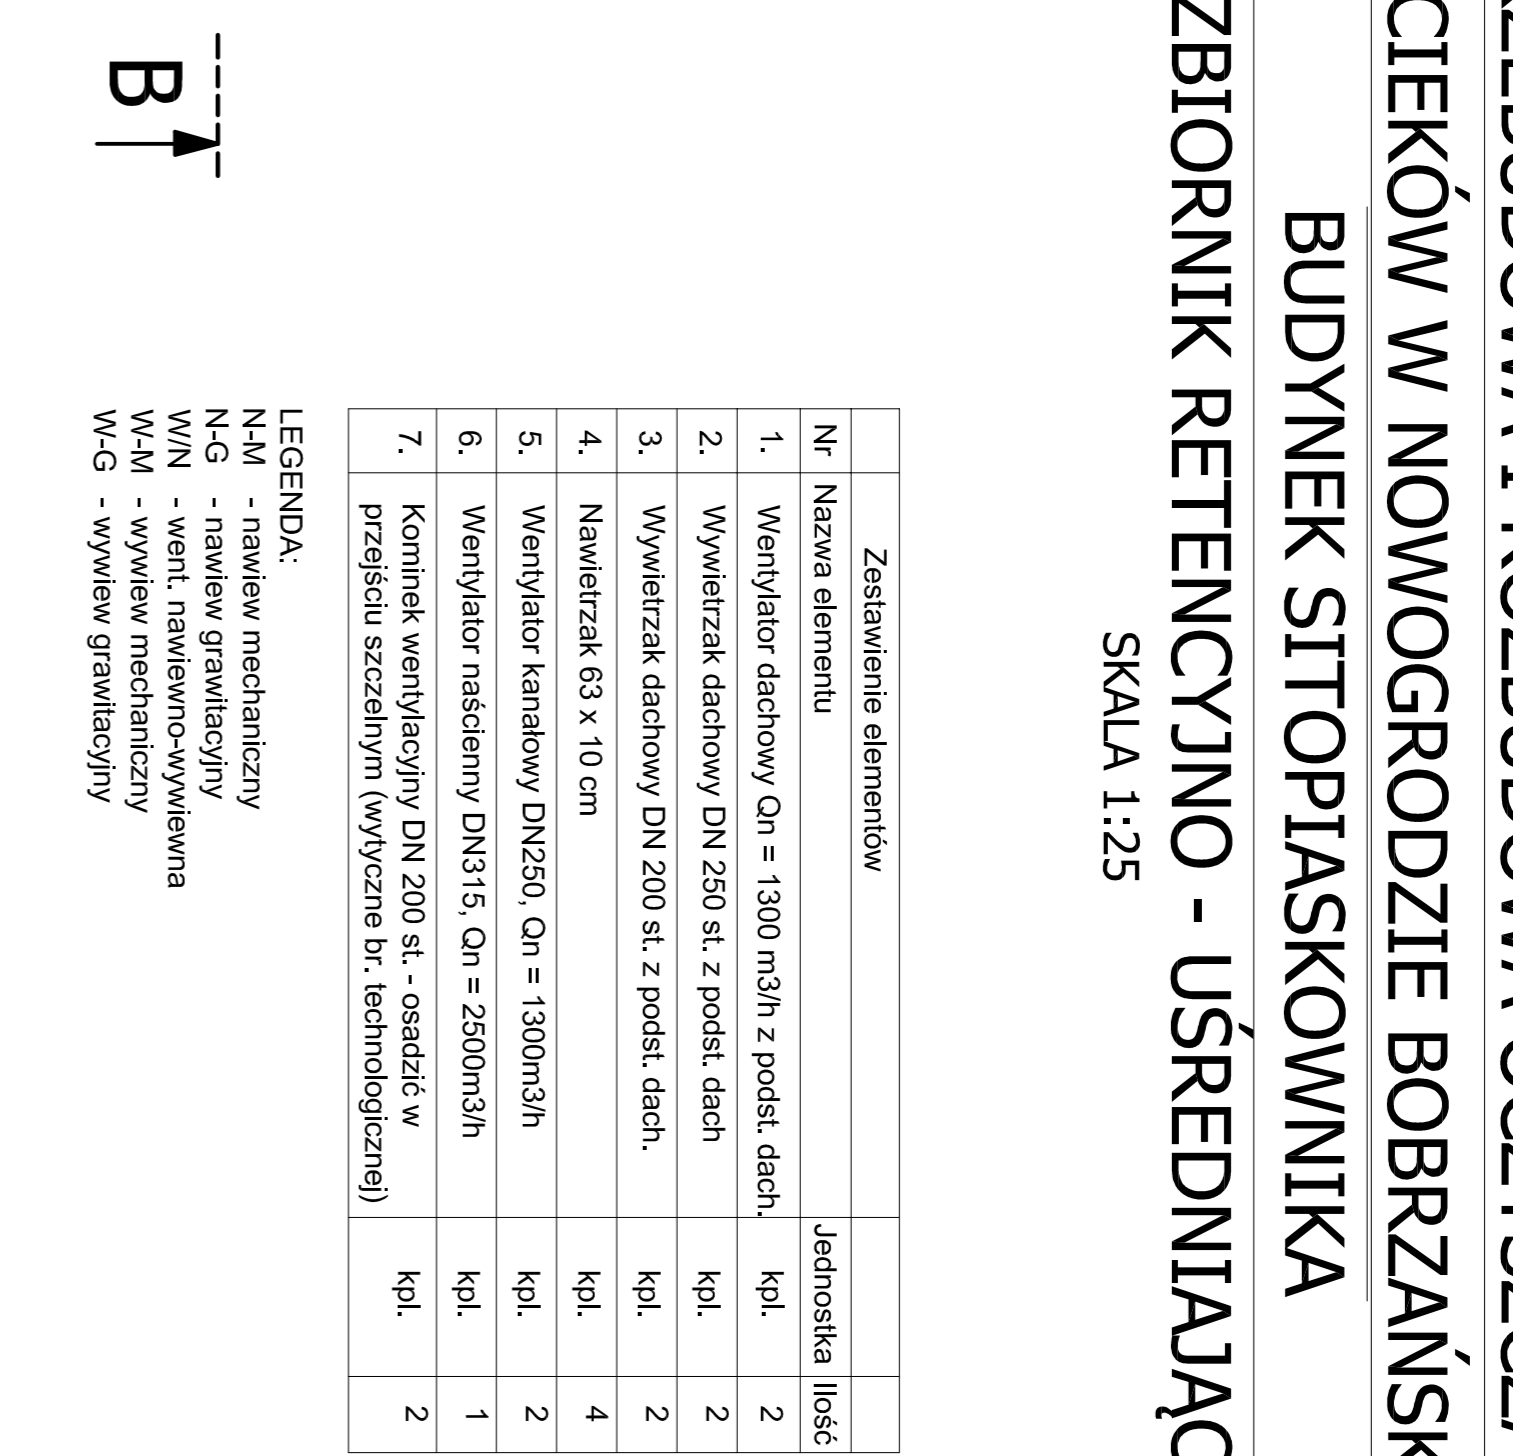 CIEKÓW W NOWOGRODZIE BOBRZAŃSK
BUDYNEK SITOPIASKOWNIKA
ZBIORNIK RETENCYJNO - UŚREDNIAJĄC
SKALA 1:25
Zestawienie elementów
Nr Nazwa elementu Jednostka Ilość
1. Wentylator dachowy Qn = 1300 m3/h z podst. dach. kpl. 2
2. Wywietrzak dachowy DN 250 st. z podst. dach kpl. 2
3. Wywietrzak dachowy DN 200 st. z podst. dach. kpl. 2
4. Nawietrzak 63 x 10 cm kpl. 4
5. Wentylator kanałowy DN250, Qn = 1300m3/h kpl. 2
6. Wentylator naścienny DN315, Qn = 2500m3/h kpl. 1
7. Kominek wentylacyjny DN 200 st. - osadzić w kpl. 2
przejściu szczelnym (wytyczne br. technologicznej)
LEGENDA:
N-M - nawiew mechaniczny
N-G - nawiew grawitacyjny
W/N - went. nawiewno-wywiewna
W-M - wywiew mechaniczny
W-G - wywiew grawitacyjny
B